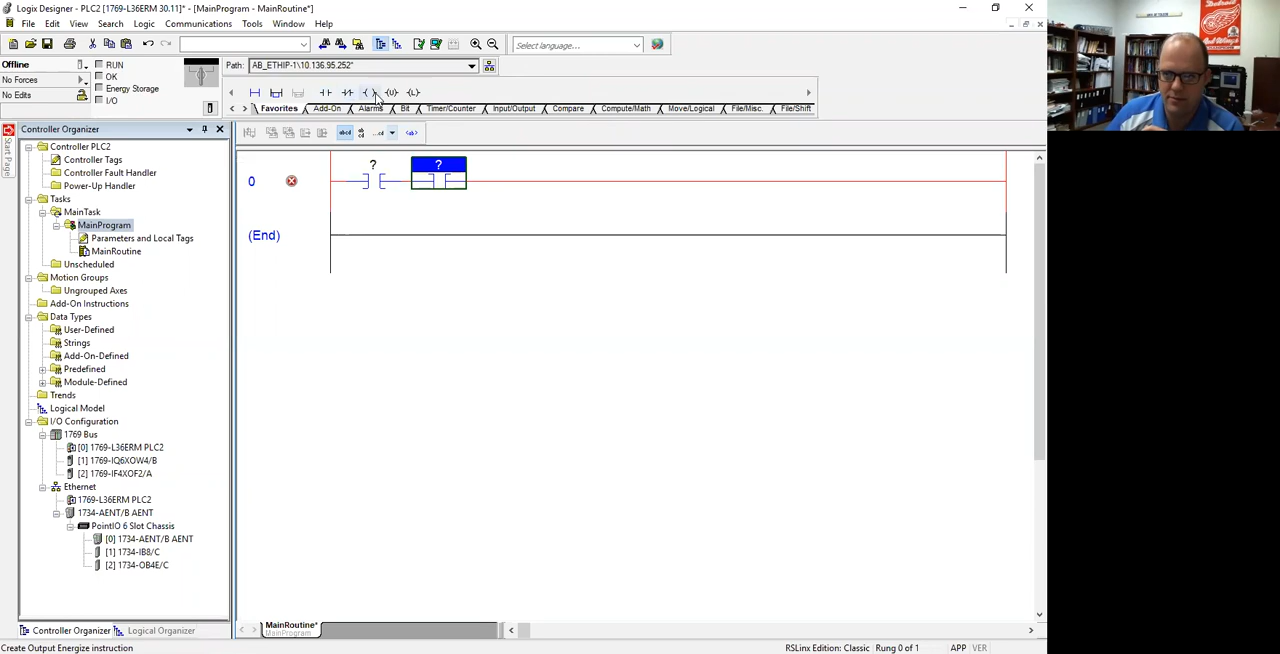 Logix Designer - PLC2 [1769-L36ERM 30.11]* - [MainProgram - MainRoutine*]
File Edit View Search Logic Communications Tools Window Help
Select language...
Offline RUN Path: AB_ETHIP-1\10.136.95.252*
No Forces OK
No Edits Energy Storage
I/O
Favorites Add-On Alarms Bit Timer/Counter Input/Output Compare Compute/Math Move/Logical File/Misc. File/Shift
Start Page
Controller Organizer
Controller PLC2
Controller Tags
Controller Fault Handler
Power-Up Handler
Tasks
MainTask
MainProgram
Parameters and Local Tags
MainRoutine
Unscheduled
Motion Groups
Ungrouped Axes
Add-On Instructions
Data Types
User-Defined
Strings
Add-On-Defined
Predefined
Module-Defined
Trends
Logical Model
I/O Configuration
1769 Bus
[0] 1769-L36ERM PLC2
[1] 1769-IQ6XOW4/B
[2] 1769-IF4XOF2/A
Ethernet
1769-L36ERM PLC2
1734-AENT/B AENT
PointIO 6 Slot Chassis
[0] 1734-AENT/B AENT
[1] 1734-IB8/C
[2] 1734-OB4E/C
Controller Organizer Logical Organizer
? ?
0
(End)
MainRoutine*
MainProgram
Create Output Energize instruction RSLinx Edition: Classic Rung 0 of 1 APP VER